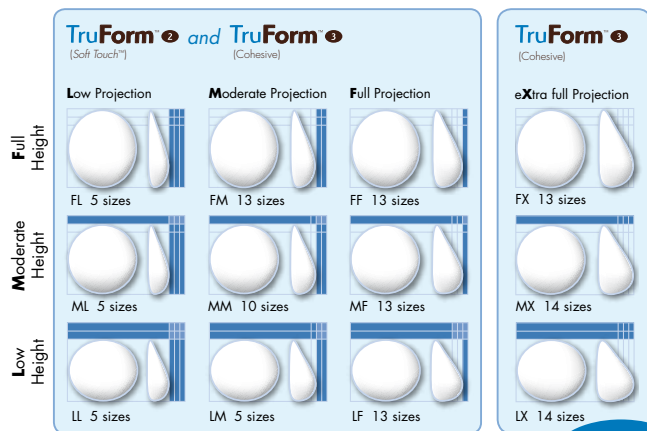 TruForm™ 2 and TruForm™ 3
(Soft Touch™) (Cohesive)
TruForm™ 3
(Cohesive)
Low Projection Moderate Projection Full Projection eXtra full Projection
Full
Height
FL 5 sizes FM 13 sizes FF 13 sizes FX 13 sizes
Moderate
Height
ML 5 sizes MM 10 sizes MF 13 sizes MX 14 sizes
Low
Height
LL 5 sizes LM 5 sizes LF 13 sizes LX 14 sizes